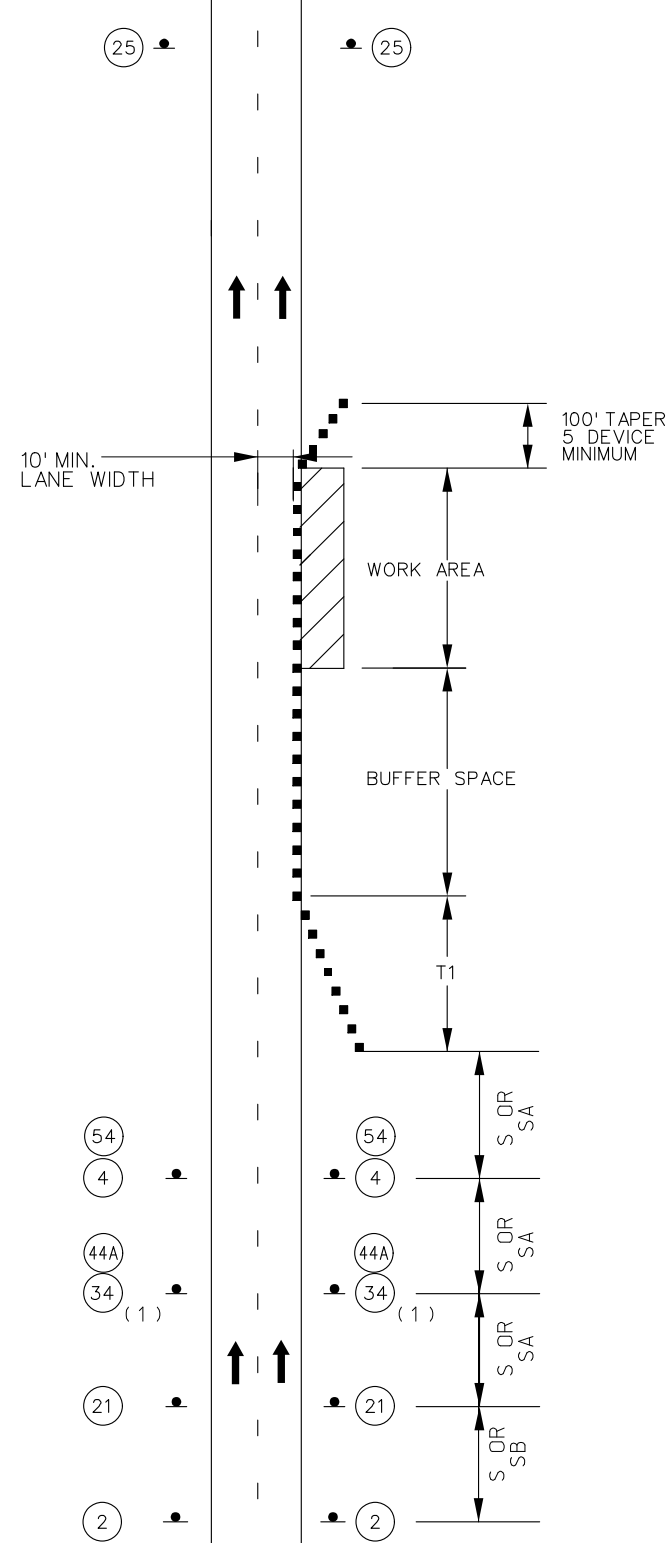 25
25
100' TAPER
5 DEVICE
MINIMUM
10' MIN.
LANE WIDTH
WORK AREA
BUFFER SPACE
T1
S OR
SA
54
54
4
4
S OR
SA
44A
44A
34
34
(1)
(1)
S OR
SA
21
21
S OR
SB
2
2